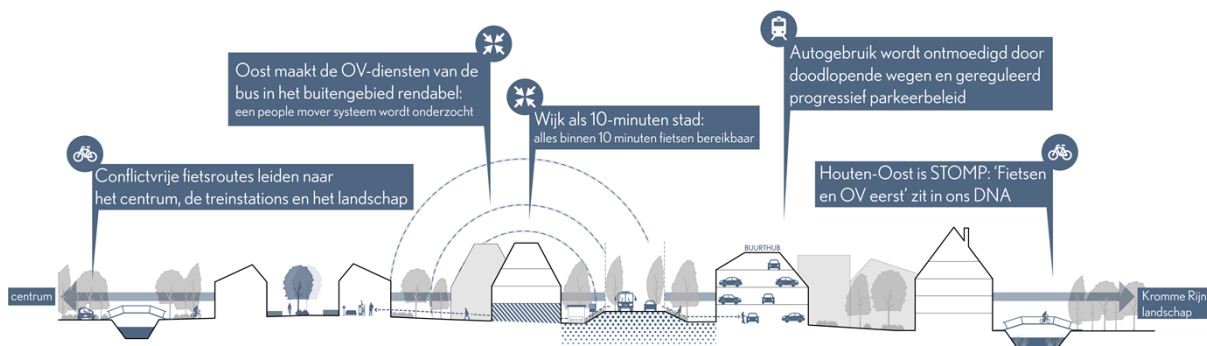 Oost maakt de OV-diensten van de
bus in het buitengebied rendabel:
een people mover systeem wordt onderzocht
Autogebruik wordt ontmoedigd door
doodlopende wegen en gereguleerd
progressief parkeerbeleid
Wijk als 10-minuten stad:
alles binnen 10 minuten fietsen bereikbaar
Conflictvrije fietsroutes leiden naar
het centrum, de treinstations en het landschap
Houten-Oost is STOMP: ‘Fietsen
en OV eerst’ zit in ons DNA
BUURTHUB
centrum
Kromme Rijn
landschap